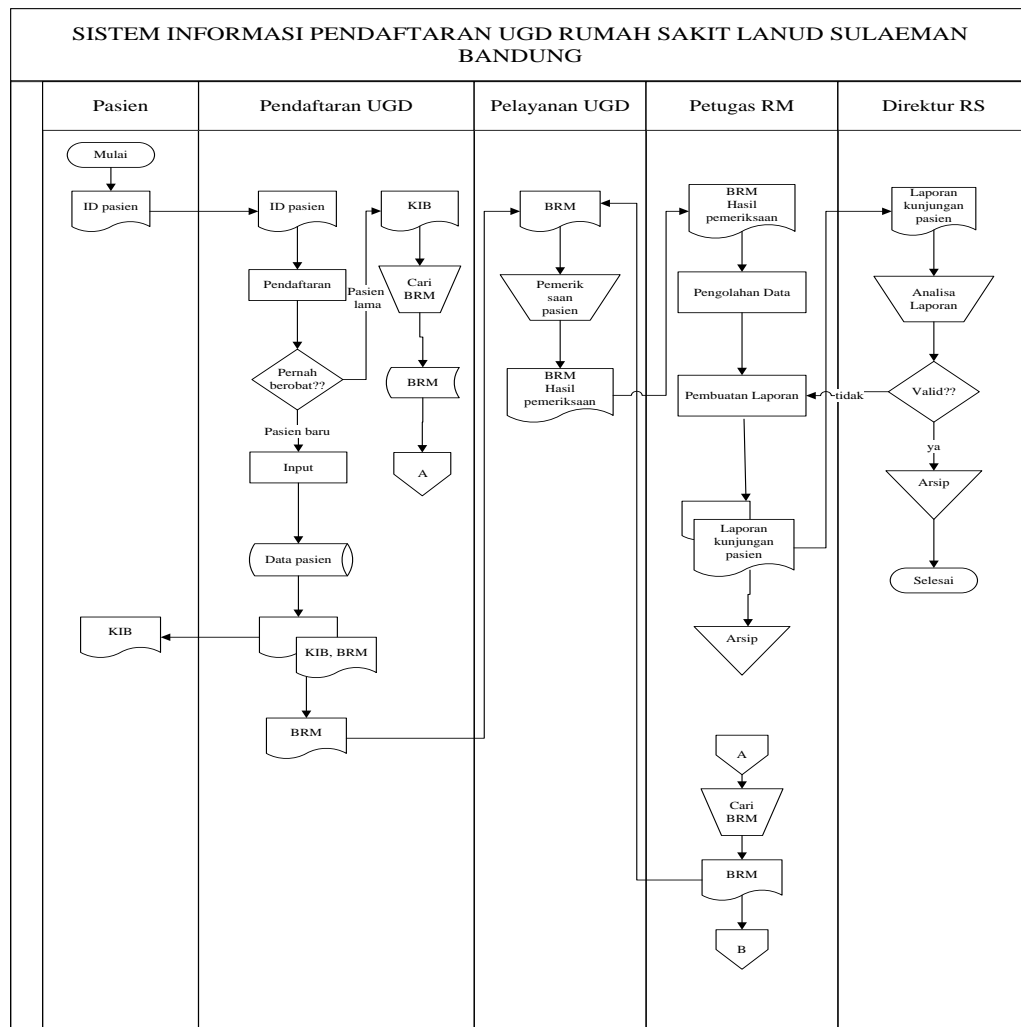 SISTEM INFORMASI PENDAFTARAN UGD RUMAH SAKIT LANUD SULAEMAN
BANDUNG
Pasien
Pendaftaran UGD
Pelayanan UGD
Petugas RM
Direktur RS
Mulai
ID pasien
KIB
ID pasien
Pendaftaran
Pernah
berobat??
Pasien baru
Input
Data pasien
KIB, BRM
BRM
Pasien
lama
KIB
Cari
BRM
BRM
A
BRM
Pemerik
saan
pasien
BRM
Hasil
pemeriksaan
BRM
Hasil
pemeriksaan
Pengolahan Data
Pembuatan Laporan
Laporan
kunjungan
pasien
Arsip
A
Cari
BRM
BRM
B
Laporan
kunjungan
pasien
Analisa
Laporan
Valid??
tidak
ya
Arsip
Selesai